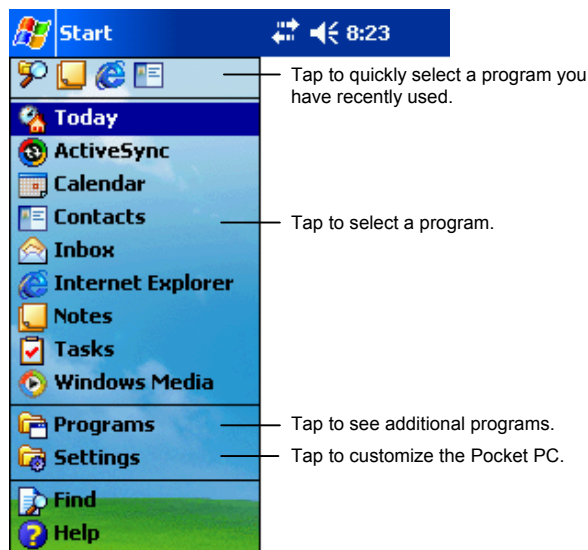 Start 8:23
Tap to quickly select a program you
have recently used.
Today
ActiveSync
Calendar
Contacts
Tap to select a program.
Inbox
Internet Explorer
Notes
Tasks
Windows Media
Programs
Tap to see additional programs.
Settings
Tap to customize the Pocket PC.
Find
Help